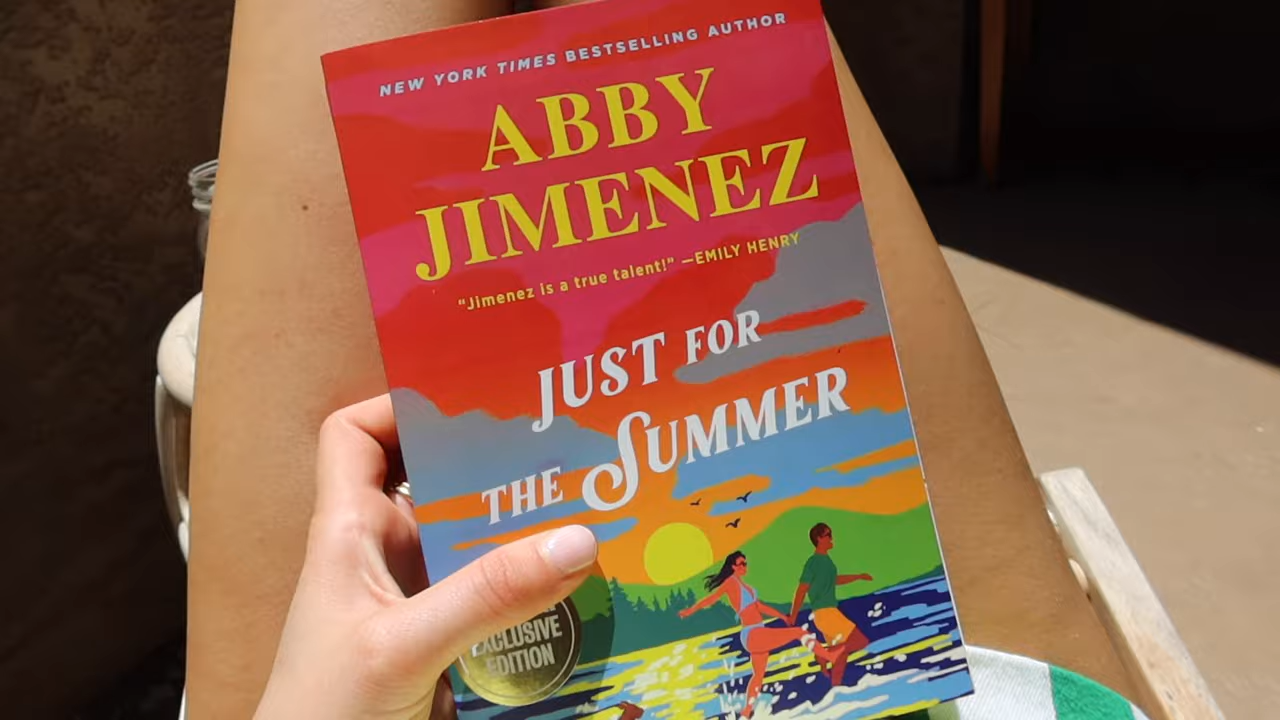 NEW YORK TIMES BESTSELLING AUTHOR
ABBY
JIMENEZ
"Jimenez is a true talent!" —EMILY HENRY
JUST FOR
THE SUMMER
EXCLUSIVE
EDITION